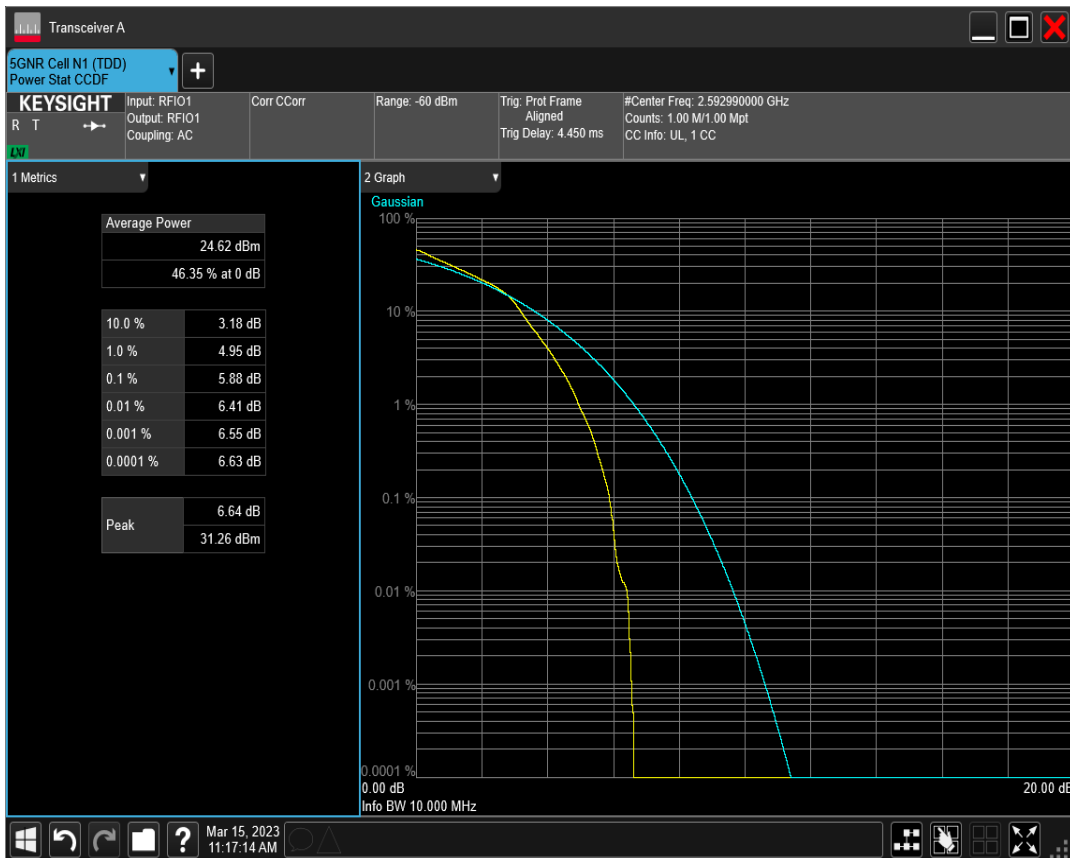 Transceiver A
5GNR Cell N1 (TDD)
Power Stat CCDF
+
KEYSIGHT
R T
LXI
Input: RFIO1
Output: RFIO1
Coupling: AC
Corr CCorr
Range: -60 dBm
Trig: Prot Frame
Aligned
Trig Delay: 4.450 ms
#Center Freq: 2.592990000 GHz
Counts: 1.00 M/1.00 Mpt
CC Info: UL, 1 CC
1 Metrics
Average Power
24.62 dBm
46.35 % at 0 dB
10.0 % 3.18 dB
1.0 % 4.95 dB
0.1 % 5.88 dB
0.01 % 6.41 dB
0.001 % 6.55 dB
0.0001 % 6.63 dB
Peak 6.64 dB
31.26 dBm
2 Graph
Gaussian
100 %
10 %
1 %
0.1 %
0.01 %
0.001 %
0.0001 %
0.00 dB 20.00 dB
Info BW 10.000 MHz
?
Mar 15, 2023
11:17:14 AM